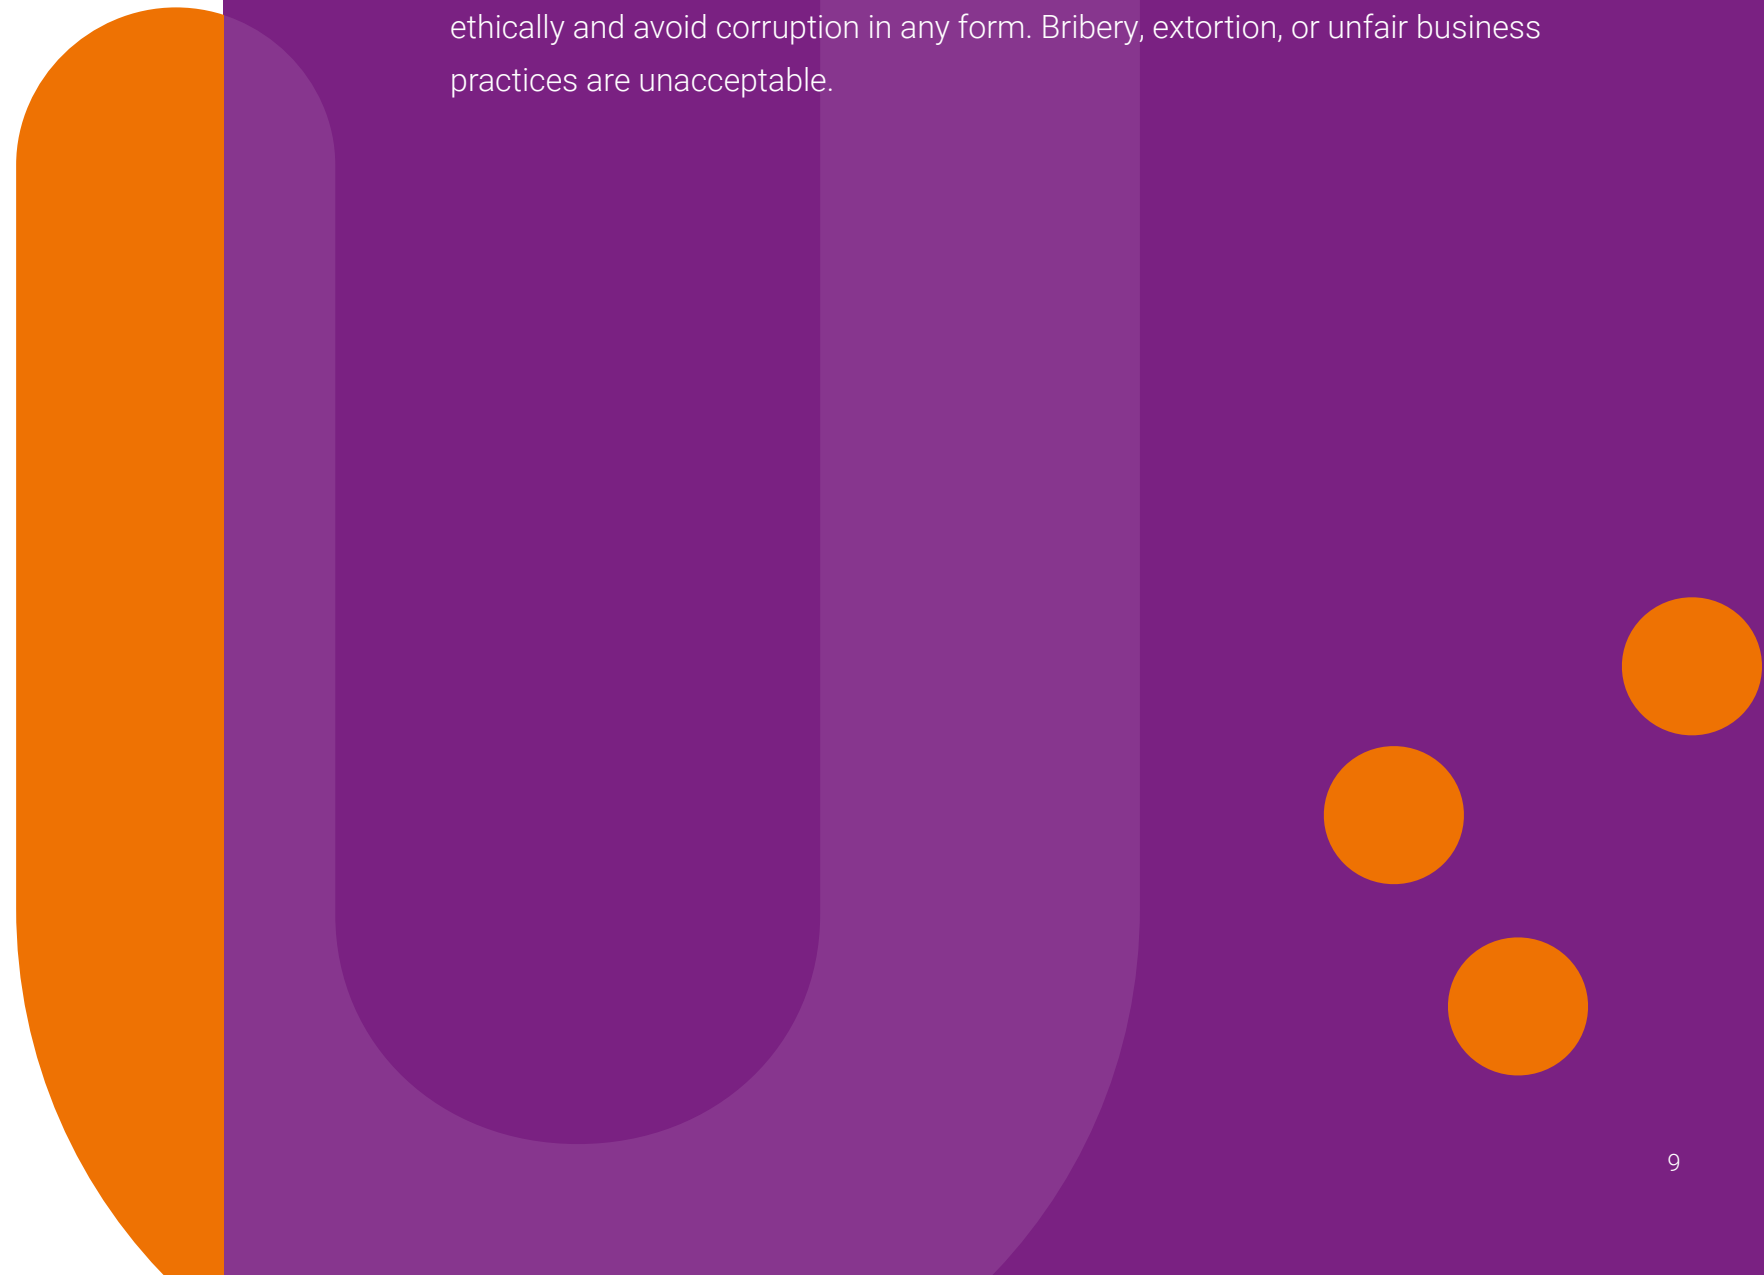 ethically and avoid corruption in any form. Bribery, extortion, or unfair business
practices are unacceptable.
9